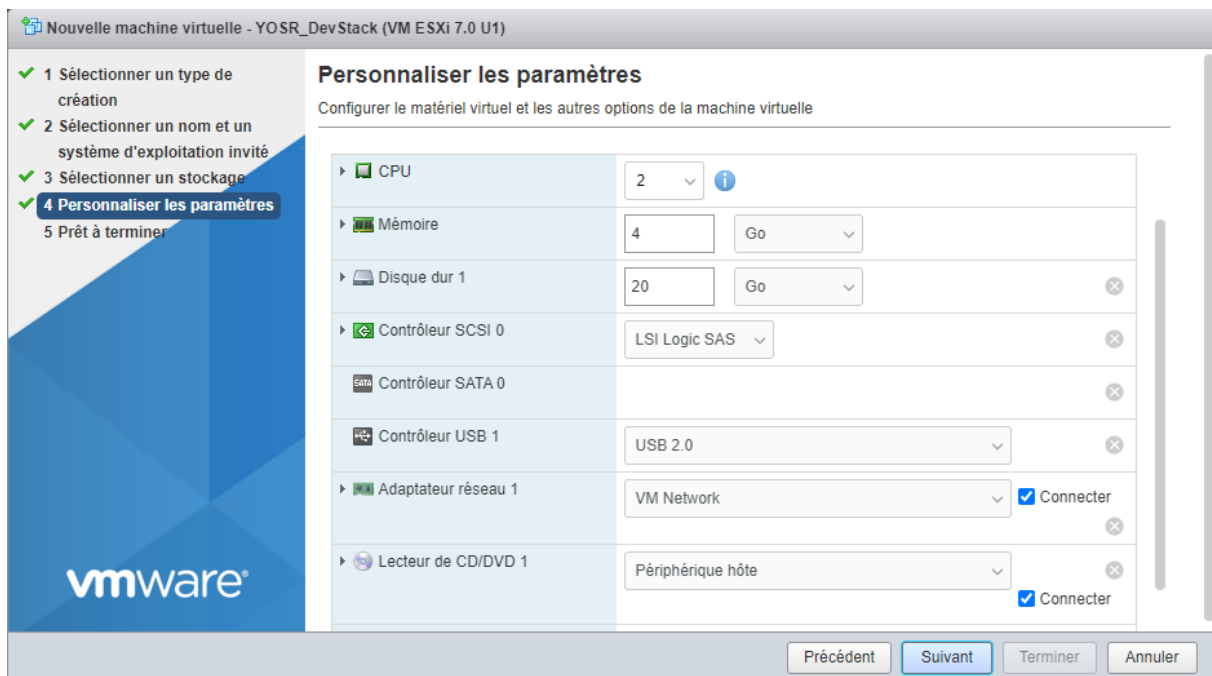 Nouvelle machine virtuelle - YOSR_DevStack (VM ESXi 7.0 U1)
1 Sélectionner un type de
création
2 Sélectionner un nom et un
système d'exploitation invité
3 Sélectionner un stockage
4 Personnaliser les paramètres
5 Prêt à terminer
vmware®
Personnaliser les paramètres
Configurer le matériel virtuel et les autres options de la machine virtuelle
CPU 2
Mémoire 4 Go
Disque dur 1 20 Go
Contrôleur SCSI 0 LSI Logic SAS
SATA Contrôleur SATA 0
Contrôleur USB 1 USB 2.0
Adaptateur réseau 1 VM Network Connecter
Lecteur de CD/DVD 1 Périphérique hôte
Connecter
Précédent Suivant Terminer Annuler